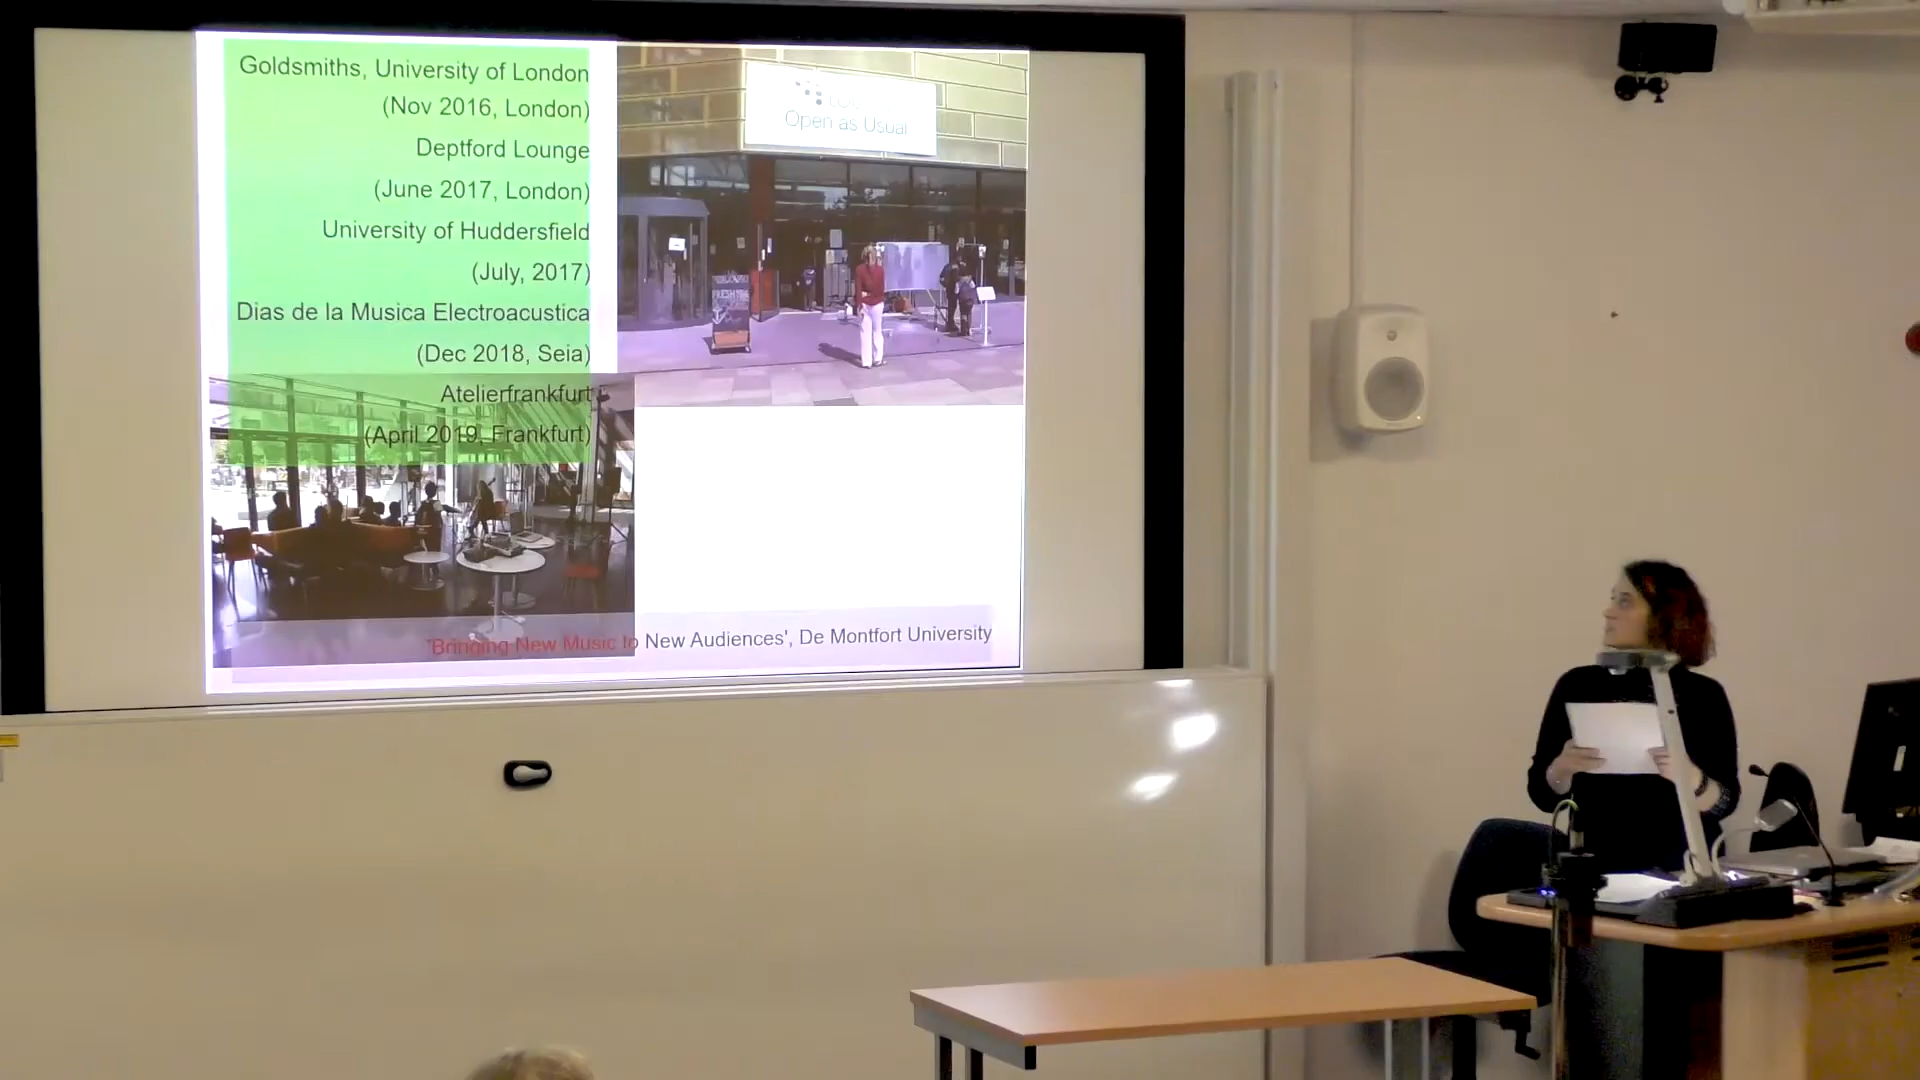 Goldsmiths, University of London
(Nov 2016, London)
Deptford Lounge
(June 2017, London)
University of Huddersfield
(July, 2017)
Dias de la Musica Electroacustica
(Dec 2018, Seia)
Atelierfrankfurt
(April 2019, Frankfurt)
Open as Usual
'Bringing New Music to New Audiences', De Montfort University